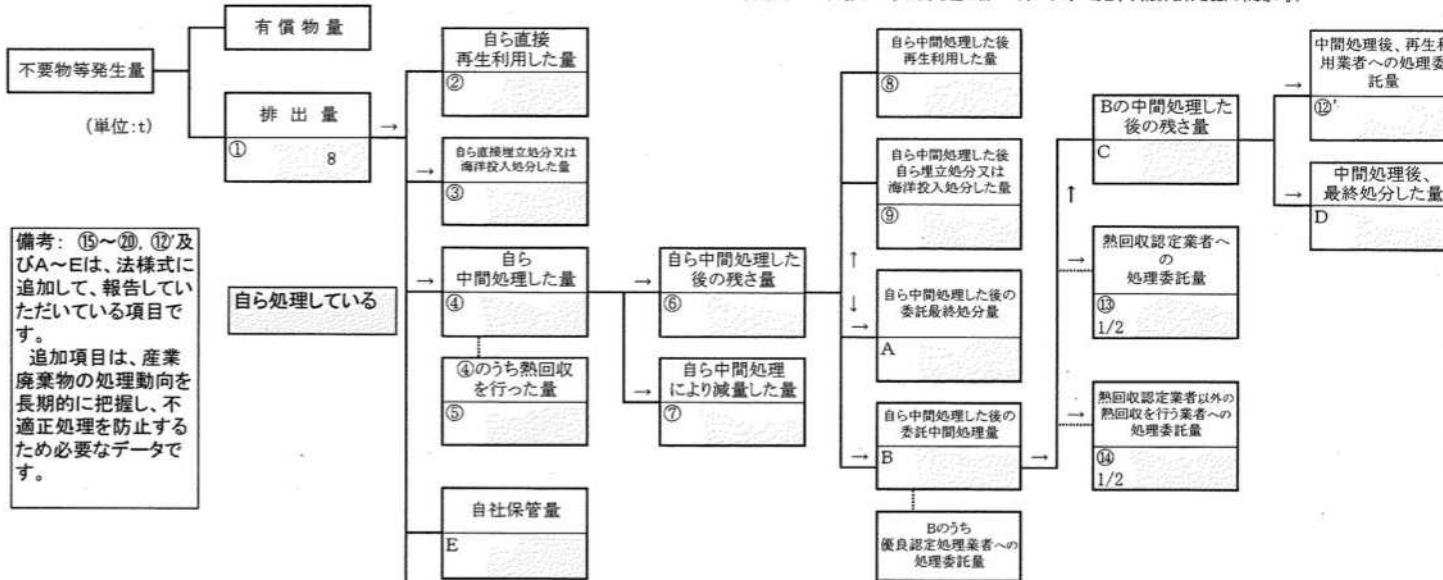 有償物量
不要物等発生量
(単位:t)
排出量
①
8
備考: ⑮～⑳, ⑫'及
びA～Eは、法様式に
追加して、報告してい
ただいている項目で
す。
追加項目は、産業
廃棄物の処理動向を
長期的に把握し、不
適正処理を防止する
ため必要なデータで
す。
自ら処理している
自ら直接
再生利用した量
②
自ら直接埋立処分又は
海洋投入処分した量
③
自ら
中間処理した量
④
④のうち熱回収
を行った量
⑤
自社保管量
E
自ら中間処理した
後の残さ量
⑥
自ら中間処理
により減量した量
⑦
自ら中間処理した後
再生利用した量
⑧
自ら中間処理した後
自ら埋立処分又は
海洋投入処分した量
⑨
自ら中間処理した後の
委託最終処分量
A
自ら中間処理した後の
委託中間処理量
B
Bのうち
優良認定処理業者への
処理委託量
Bの中間処理した
後の残さ量
C
熱回収認定業者へ
の
処理委託量
⑬
1/2
熱回収認定業者以外の
熱回収を行う業者への
処理委託量
⑭
1/2
中間処理後、再生利
用業者への処理委
託量
⑫'
中間処理後、
最終処分した量
D